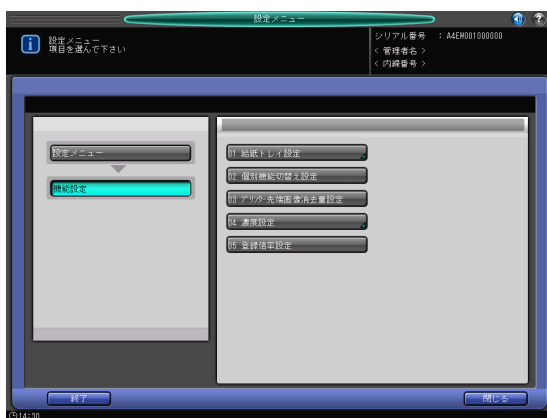 設定メニュー
設定メニュー
項目を選んで下さい
シリアル番号 : A4EW001000000
< 管理者名 >
< 内線番号 >
設定メニュー
機能設定
01 給紙トレイ設定
02 個別機能切替え設定
03 プリンター先端画像消去量設定
04 濃度設定
05 登録倍率設定
終了
閉じる
14:30